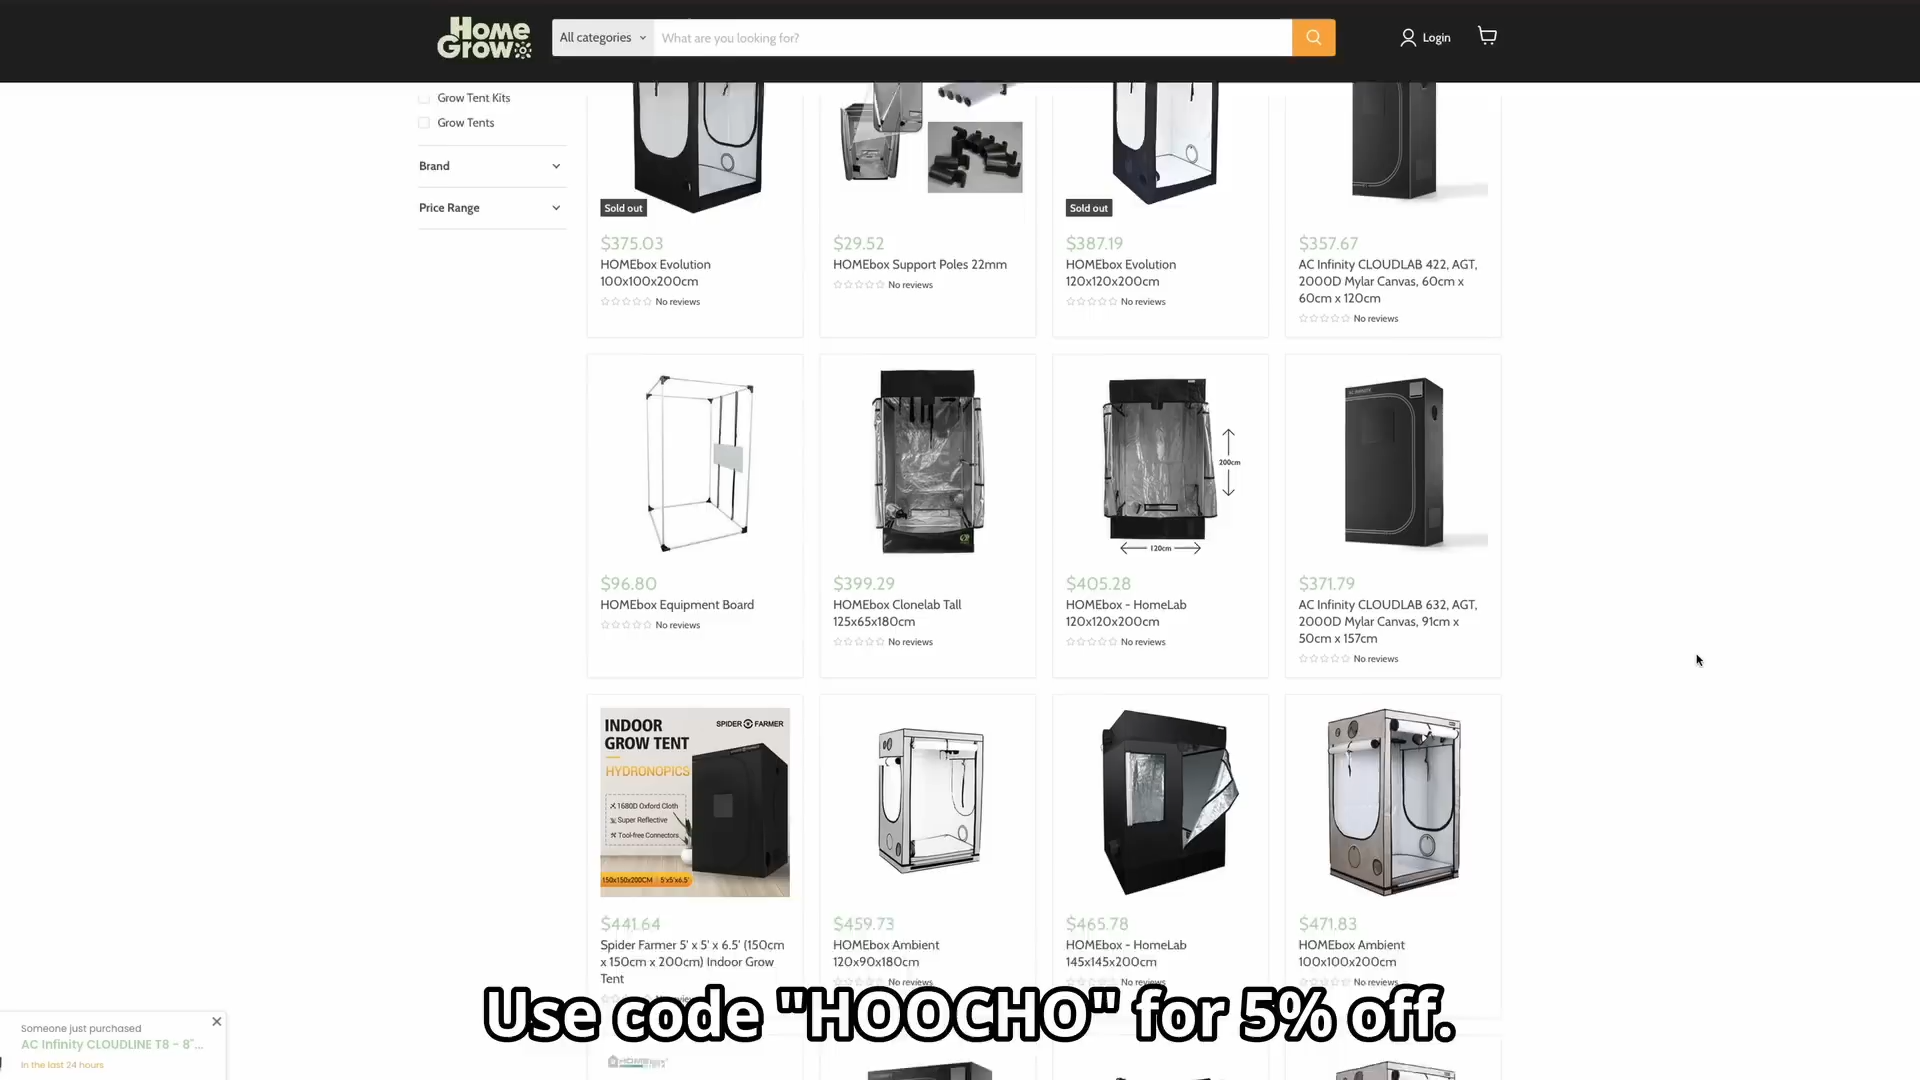 Home
Grow
All categories
What are you looking for?
Login
Grow Tent Kits
Grow Tents
Brand
Price Range
Sold out
$375.03
HOMEbox Evolution
100x100x200cm
No reviews
$29.52
HOMEbox Support Poles 22mm
No reviews
Sold out
$387.19
HOMEbox Evolution
120x120x200cm
No reviews
$357.67
AC Infinity CLOUDLAB 422, AGT,
2000D Mylar Canvas, 60cm x
60cm x 120cm
No reviews
$96.80
HOMEbox Equipment Board
No reviews
$399.29
HOMEbox Clonelab Tall
125x65x180cm
No reviews
200cm
120cm
$405.28
HOMEbox - HomeLab
120x120x200cm
No reviews
$371.79
AC Infinity CLOUDLAB 632, AGT,
2000D Mylar Canvas, 91cm x
50cm x 157cm
No reviews
INDOOR
GROW TENT
SPIDER FARMER
HYDRONOPICS
1680D Oxford Cloth
Super Reflective
Tool-free Connectors
150x150x200CM | 5'x5'x6.5'
$441.64
Spider Farmer 5' x 5' x 6.5' (150cm
x 150cm x 200cm) Indoor Grow
Tent
$459.73
HOMEbox Ambient
120x90x180cm
No reviews
$465.78
HOMEbox - HomeLab
145x145x200cm
No reviews
$471.83
HOMEbox Ambient
100x100x200cm
No reviews
Use code "HOOCHO" for 5% off.
Someone just purchased
AC Infinity CLOUDLINE T8 - 8"...
In the last 24 hours